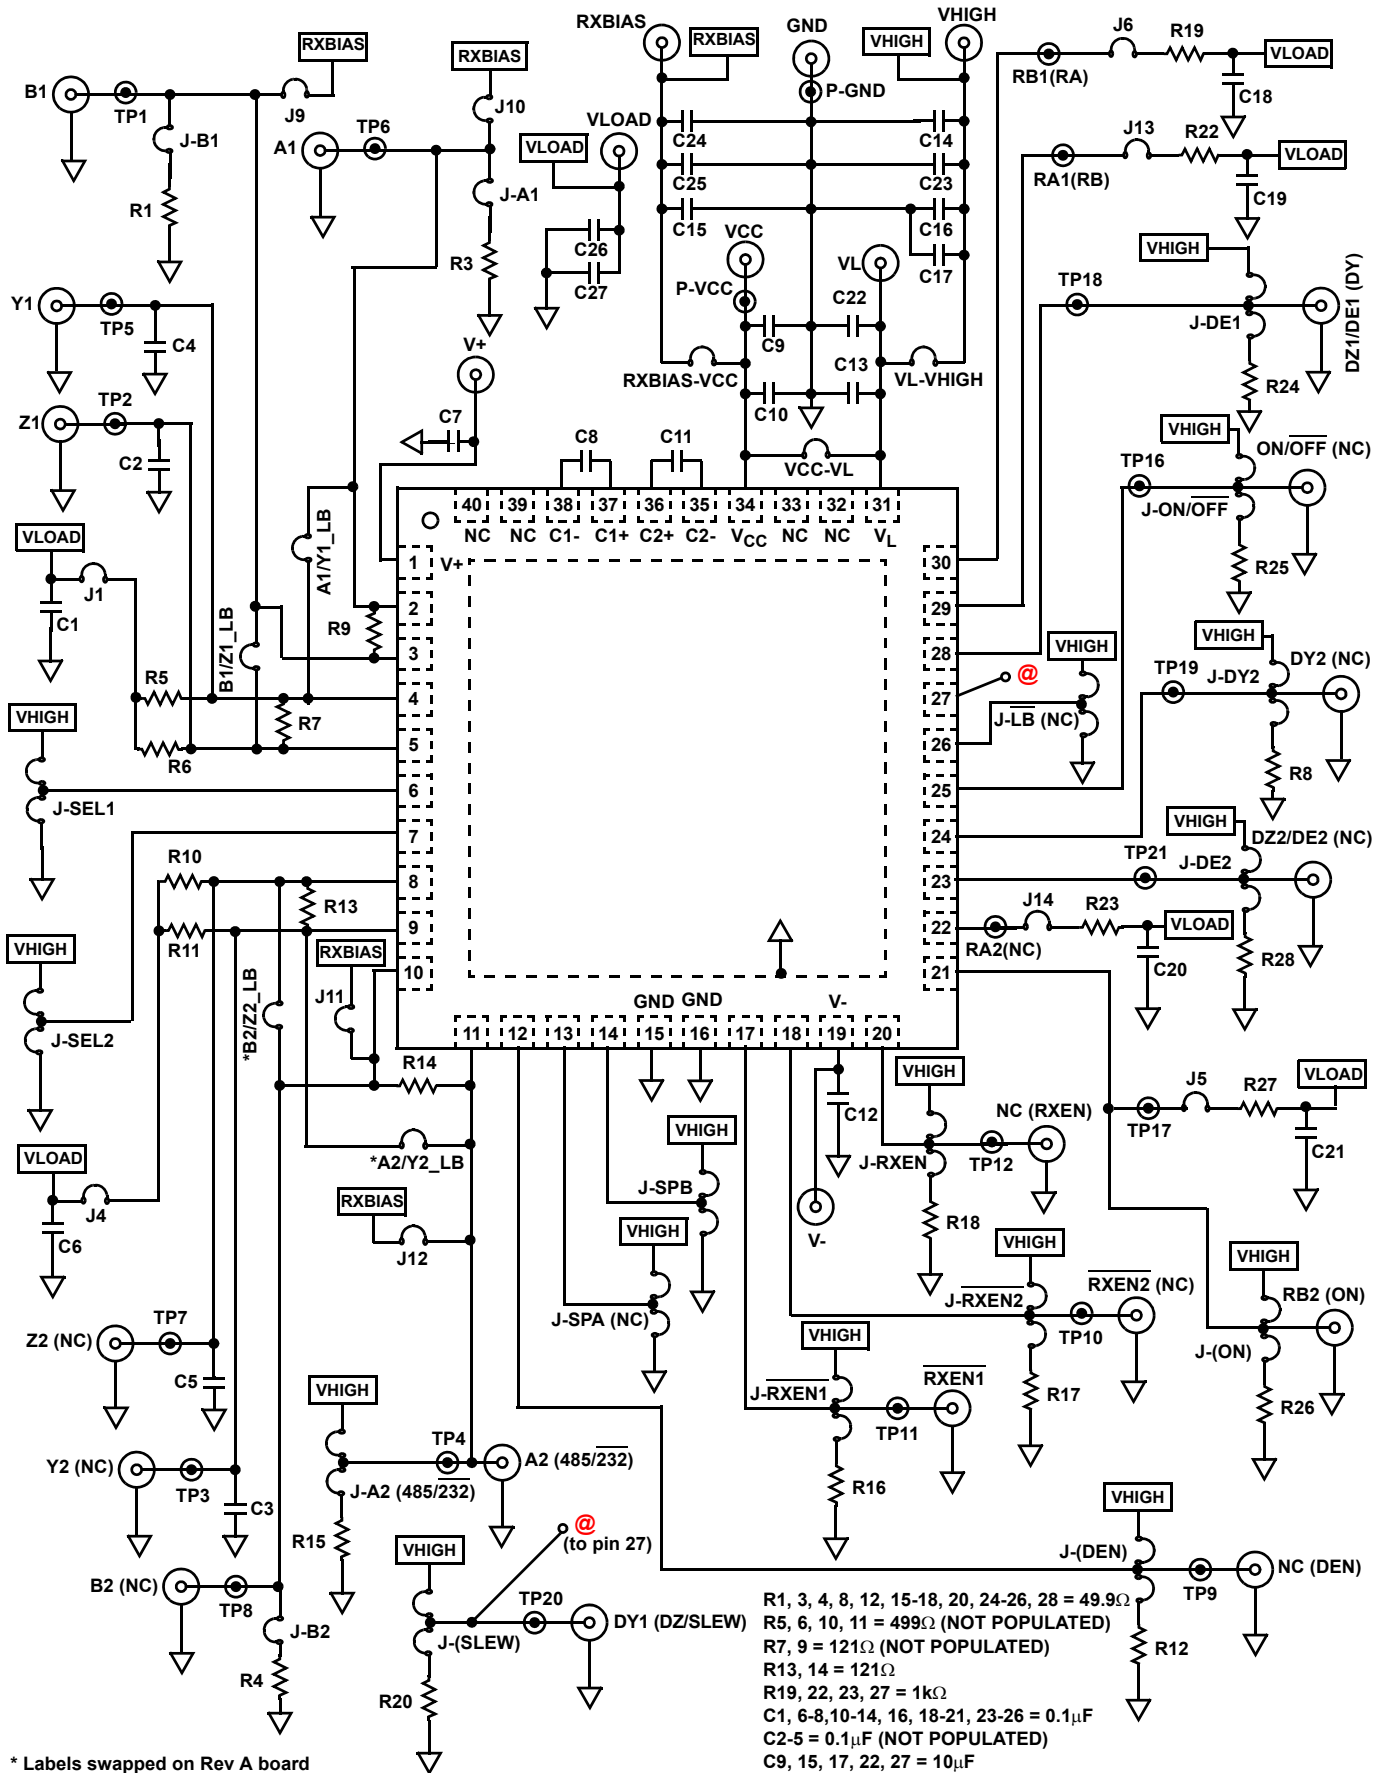 RXBIAS
GND
VHIGH
J6
R19
RXBIAS
RXBIAS
VHIGH
VLOAD
RB1(RA)
B1
TP1
J9
RXBIAS
J10
P-GND
C18
J-B1
A1
TP6
VLOAD
VLOAD
C24
C14
J13
R22
VLOAD
R1
J-A1
C25
C23
RA1(RB)
C19
C15
C16
R3
C26
VCC
C17
VHIGH
C27
VL
Y1
TP5
P-VCC
C22
TP18
J-DE1
DZ1/DE1 (DY)
C4
V+
C9
RXBIAS-VCC
C13
VL-VHIGH
R24
Z1
TP2
C7
C10
VHIGH
ON/OFF (NC)
C2
C8
C11
VCC-VL
TP16
J-ON/OFF
VLOAD
J1
C1
A1/Y1_LB
B1/Z1_LB
40 39 38 37 36 35 34 33 32 31
NC NC C1- C1+ C2+ C2- VCC NC NC VL
R25
1
V+
30
2
29
R9
3
28
VHIGH
VHIGH
DY2 (NC)
TP19
J-DY2
R5
4
27
@
R7
J-LB (NC)
R6
5
26
VHIGH
6
25
R8
J-SEL1
7
24
VHIGH
DZ2/DE2 (NC)
R10
8
23
TP21
J-DE2
R13
R11
9
22
J14
R23
VLOAD
RA2(NC)
C20
R28
VHIGH
RXBIAS
10
21
J11
J-SEL2
*B2/Z2_LB
GND GND
V-
11 12 13 14 15 16 17 18 19 20
R14
VHIGH
J5
R27
VLOAD
C12
NC (RXEN)
TP17
C21
VHIGH
TP12
J-RXEN
*A2/Y2_LB
VLOAD
J4
C6
RXBIAS
J-SPB
J12
VHIGH
V-
R18
VHIGH
VHIGH
J-SPA (NC)
J-RXEN2
RXEN2 (NC)
TP10
RB2 (ON)
J-(ON)
Z2 (NC)
TP7
VHIGH
C5
VHIGH
J-RXEN1
RXEN1
R17
R26
TP11
Y2 (NC)
TP3
C3
TP4
A2 (485/232)
J-A2 (485/232)
R16
VHIGH
R15
@
(to pin 27)
VHIGH
J-(DEN)
B2 (NC)
TP8
TP9
NC (DEN)
J-B2
TP20
DY1 (DZ/SLEW)
J-(SLEW)
R4
R20
R12
R1, 3, 4, 8, 12, 15-18, 20, 24-26, 28 = 49.9Ω
R5, 6, 10, 11 = 499Ω (NOT POPULATED)
R7, 9 = 121Ω (NOT POPULATED)
R13, 14 = 121Ω
R19, 22, 23, 27 = 1kΩ
C1, 6-8,10-14, 16, 18-21, 23-26 = 0.1μF
C2-5 = 0.1μF (NOT POPULATED)
C9, 15, 17, 22, 27 = 10μF
* Labels swapped on Rev A board